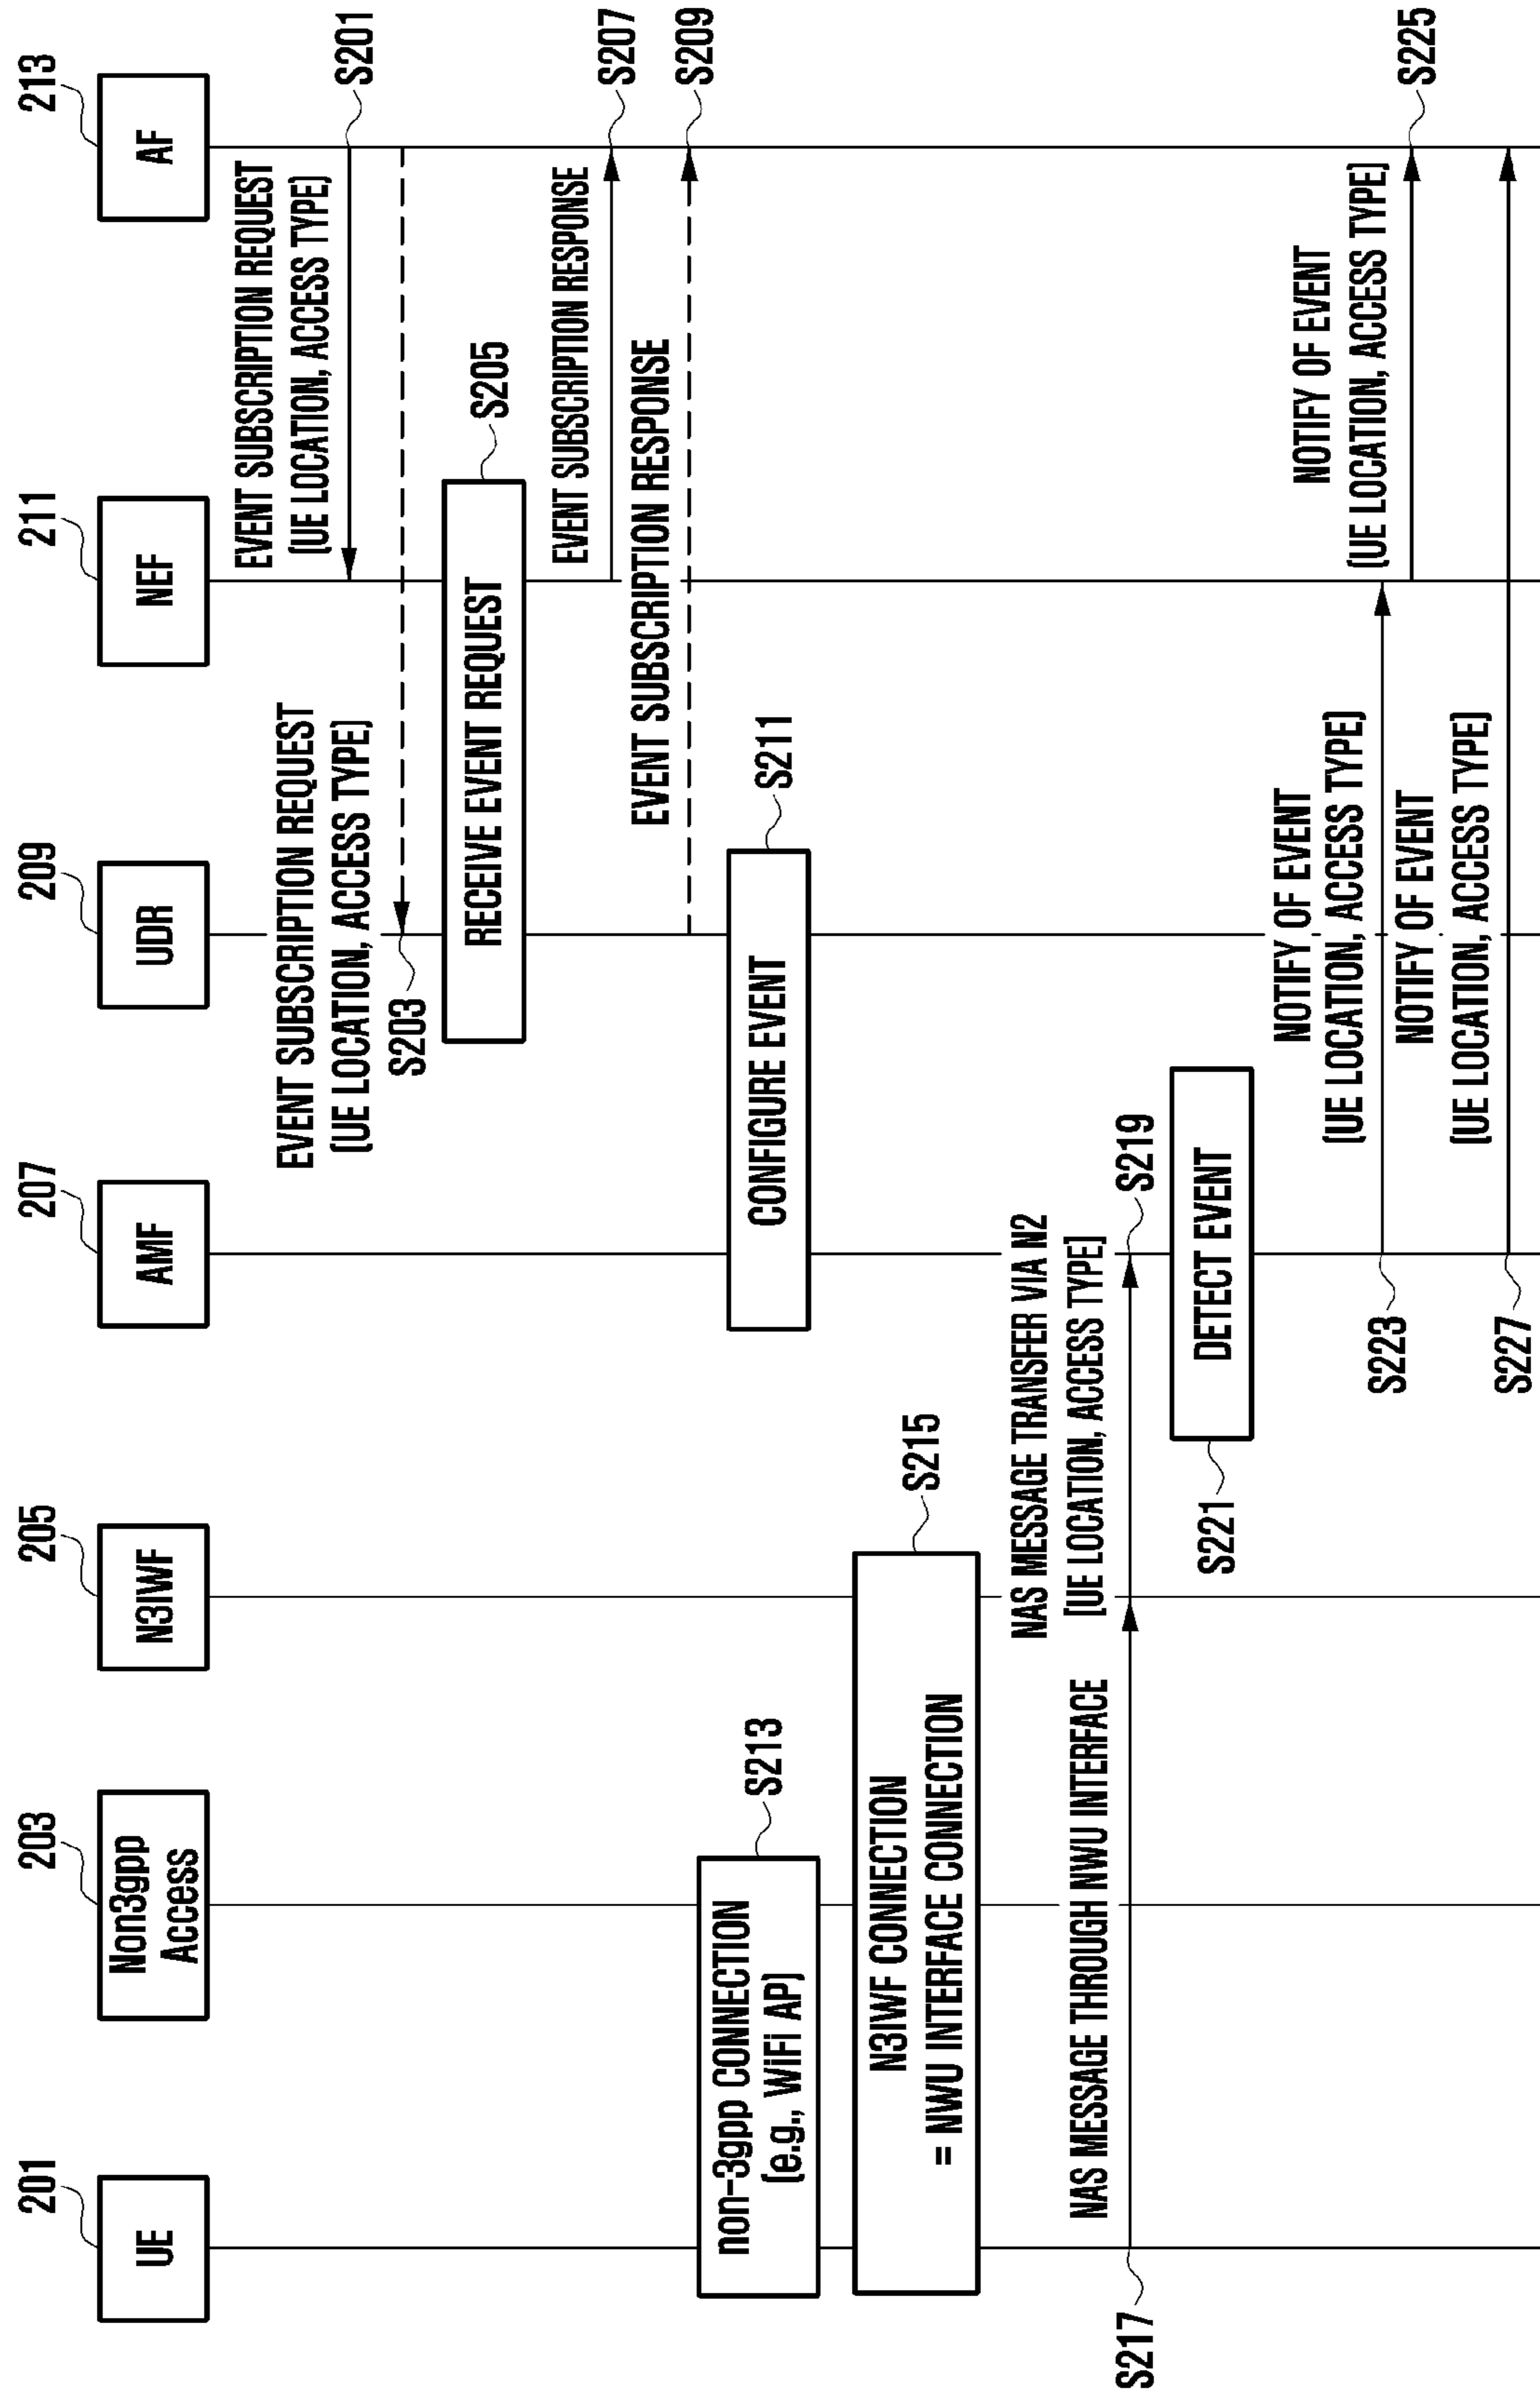 201
203
205
207
209
211
213
UE
Non3gpp
Access
N3IWF
AMF
UDR
NEF
AF
EVENT SUBSCRIPTION REQUEST
(UE LOCATION, ACCESS TYPE)
S201
EVENT SUBSCRIPTION REQUEST
(UE LOCATION, ACCESS TYPE)
S203
RECEIVE EVENT REQUEST
S205
EVENT SUBSCRIPTION RESPONSE
S207
EVENT SUBSCRIPTION RESPONSE
S209
CONFIGURE EVENT
S211
non-3gpp CONNECTION
(e.g., WiFi AP)
S213
N3IWF CONNECTION
= NWU INTERFACE CONNECTION
S215
NAS MESSAGE THROUGH NWU INTERFACE
S217
NAS MESSAGE TRANSFER VIA N2
(UE LOCATION, ACCESS TYPE)
S219
DETECT EVENT
S221
NOTIFY OF EVENT
(UE LOCATION, ACCESS TYPE)
S223
NOTIFY OF EVENT
(UE LOCATION, ACCESS TYPE)
S225
NOTIFY OF EVENT
(UE LOCATION, ACCESS TYPE)
S227